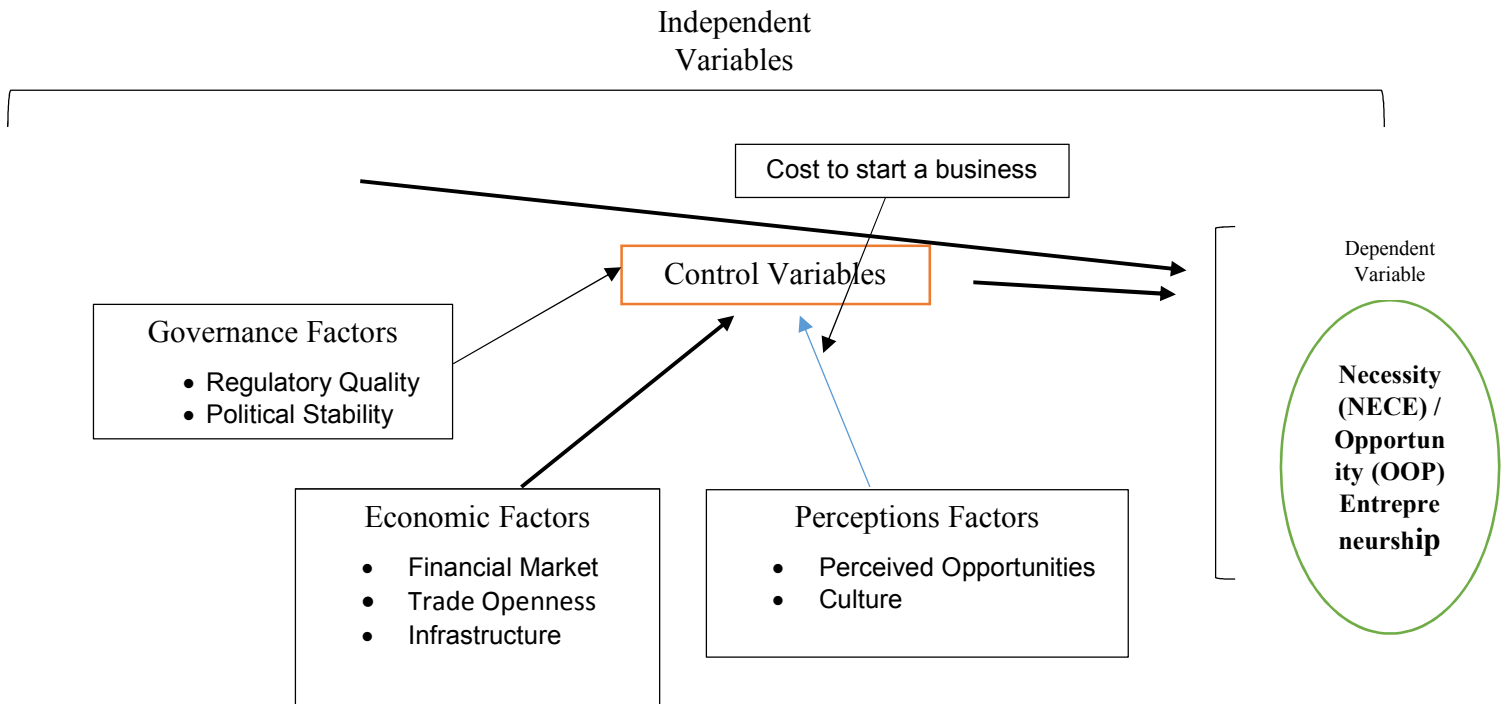 Independent
Variables
Cost to start a business
Control Variables
Dependent
Variable
Governance Factors
• Regulatory Quality
• Political Stability
Necessity
(NECE) /
Opportun
ity (OOP)
Entrepre
neurship
Economic Factors
• Financial Market
• Trade Openness
• Infrastructure
Perceptions Factors
• Perceived Opportunities
• Culture